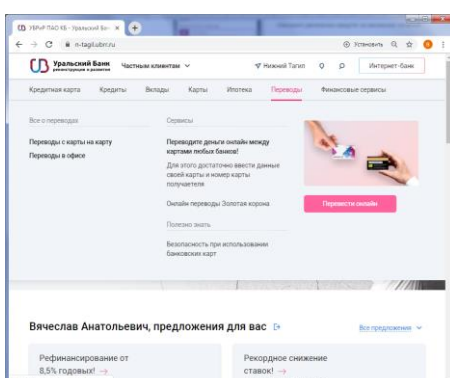 УБРиР ПАО КБ - Уральский Бан
n-tagil.ubrr.ru
Установить
Уральский Банк
реконструкции и развития
Частным клиентам
Нижний Тагил
Интернет-банк
Кредитная карта Кредиты Вклады Карты Ипотека Переводы Финансовые сервисы
Все о переводах
Переводы с карты на карту
Переводы в офисе
Сервисы
Переводите деньги онлайн между
картами любых банков!
Для этого достаточно ввести данные
своей карты и номер карты
получателя
Онлайн переводы Золотая корона
Полезно знать
Безопасность при использовании
банковских карт
Перевести онлайн
Вячеслав Анатольевич, предложения для вас
Все предложения
Рефинансирование от
8,5% годовых! →
Рекордное снижение
ставок! →